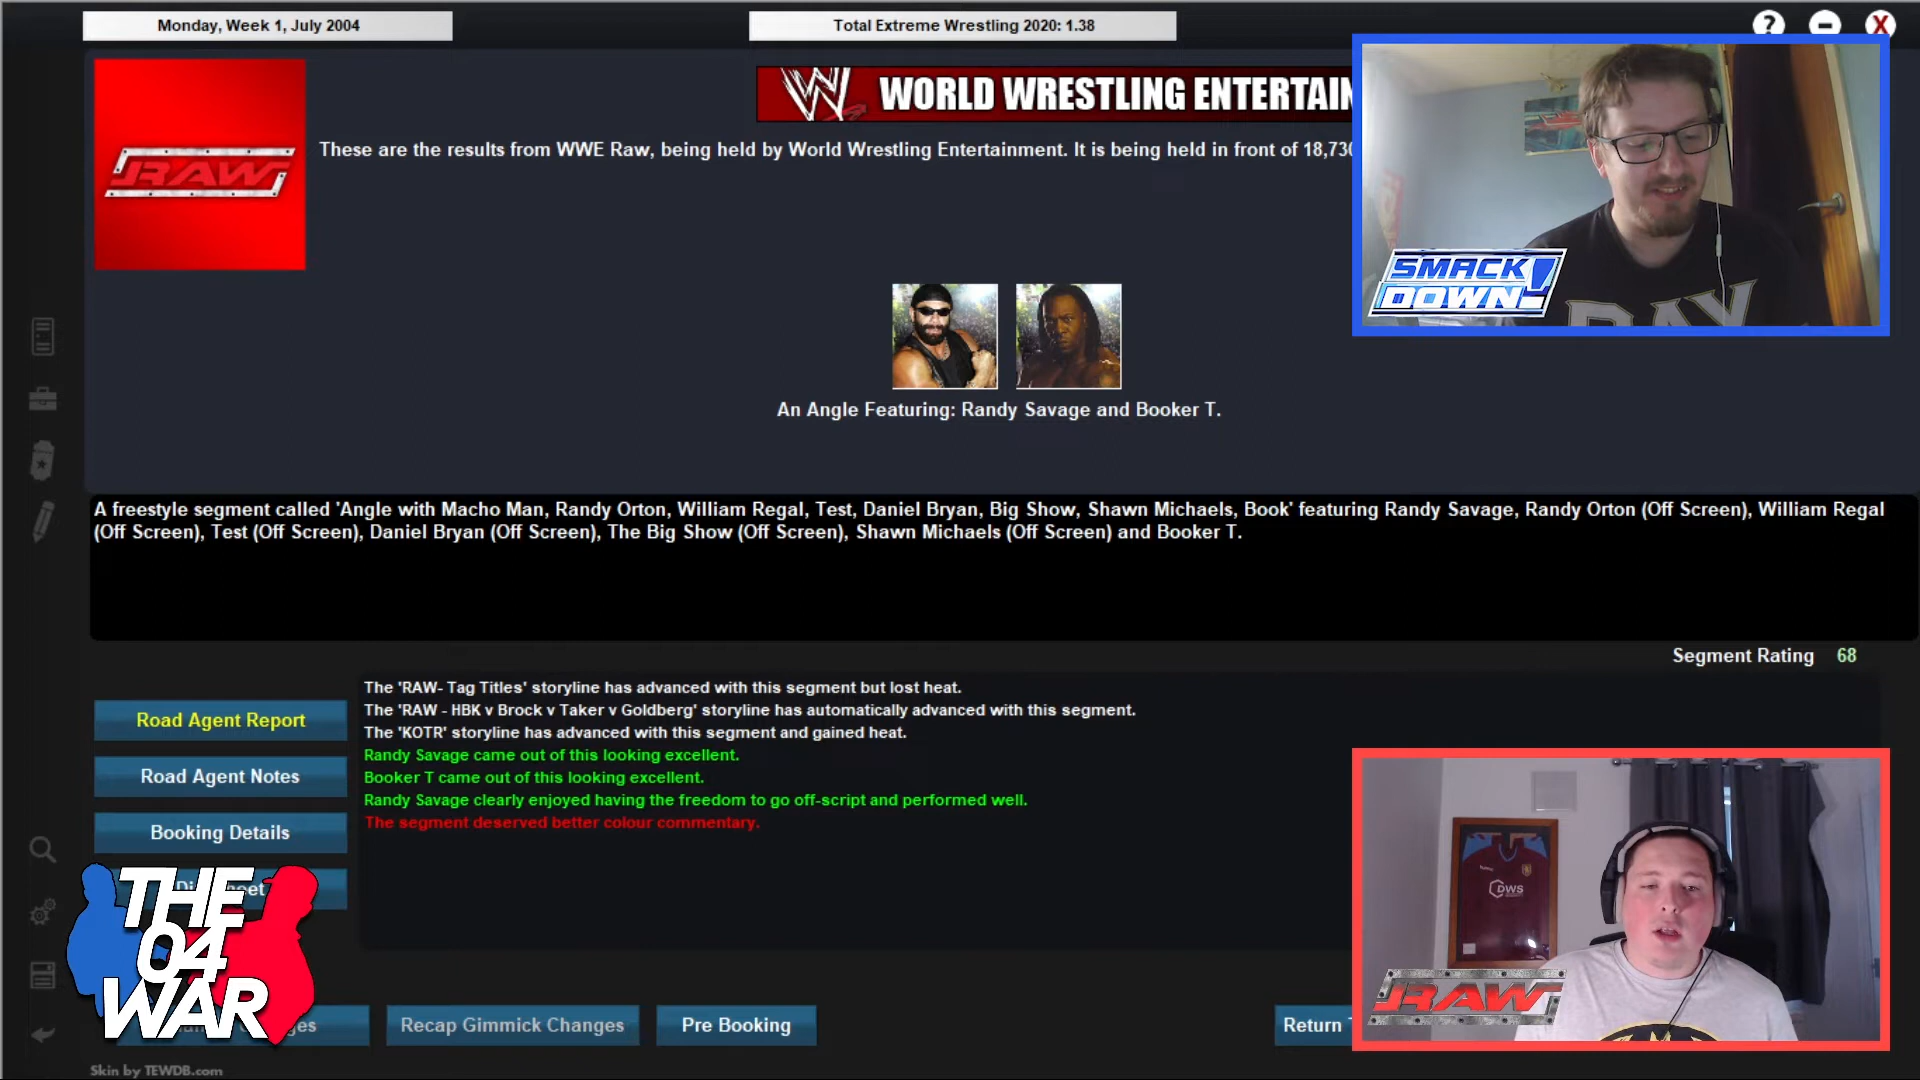 Monday, Week 1, July 2004
Total Extreme Wrestling 2020: 1.38
?
X
W WORLD WRESTLING ENTERTAIN
RAW
These are the results from WWE Raw, being held by World Wrestling Entertainment. It is being held in front of 18,730
SMACK
DOWN!
An Angle Featuring: Randy Savage and Booker T.
A freestyle segment called 'Angle with Macho Man, Randy Orton, William Regal, Test, Daniel Bryan, Big Show, Shawn Michaels, Book' featuring Randy Savage, Randy Orton (Off Screen), William Regal
(Off Screen), Test (Off Screen), Daniel Bryan (Off Screen), The Big Show (Off Screen), Shawn Michaels (Off Screen) and Booker T.
Segment Rating 68
Road Agent Report
Road Agent Notes
Booking Details
The 'RAW- Tag Titles' storyline has advanced with this segment but lost heat.
The 'RAW - HBK v Brock v Taker v Goldberg' storyline has automatically advanced with this segment.
The 'KOTR' storyline has advanced with this segment and gained heat.
Randy Savage came out of this looking excellent.
Booker T came out of this looking excellent.
Randy Savage clearly enjoyed having the freedom to go off-script and performed well.
The segment deserved better colour commentary.
THE
04
WAR
DWS
RAW
Recap Gimmick Changes
Pre Booking
Return
Skin by TEWDB.com